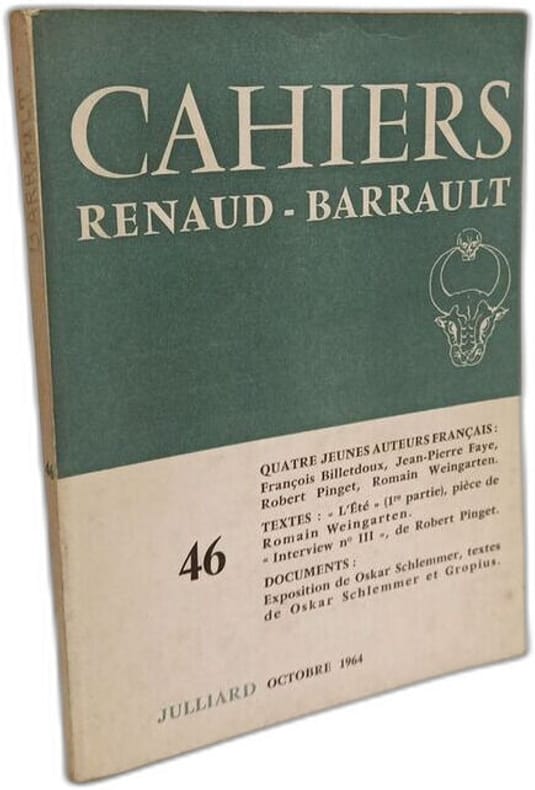 CAHIERS
RENAUD - BARRAULT
QUATRE JEUNES AUTEURS FRANÇAIS :
François Billetdoux, Jean-Pierre Faye,
Robert Pinget, Romain Weingarten.
TEXTES : « L'Été » (1re partie), pièce de
Romain Weingarten.
« Interview nº III », de Robert Pinget.
DOCUMENTS :
Exposition de Oskar Schlemmer, textes
de Oskar Schlemmer et Gropius.
46
JULLIARD OCTOBRE 1964
BARRAULT
46